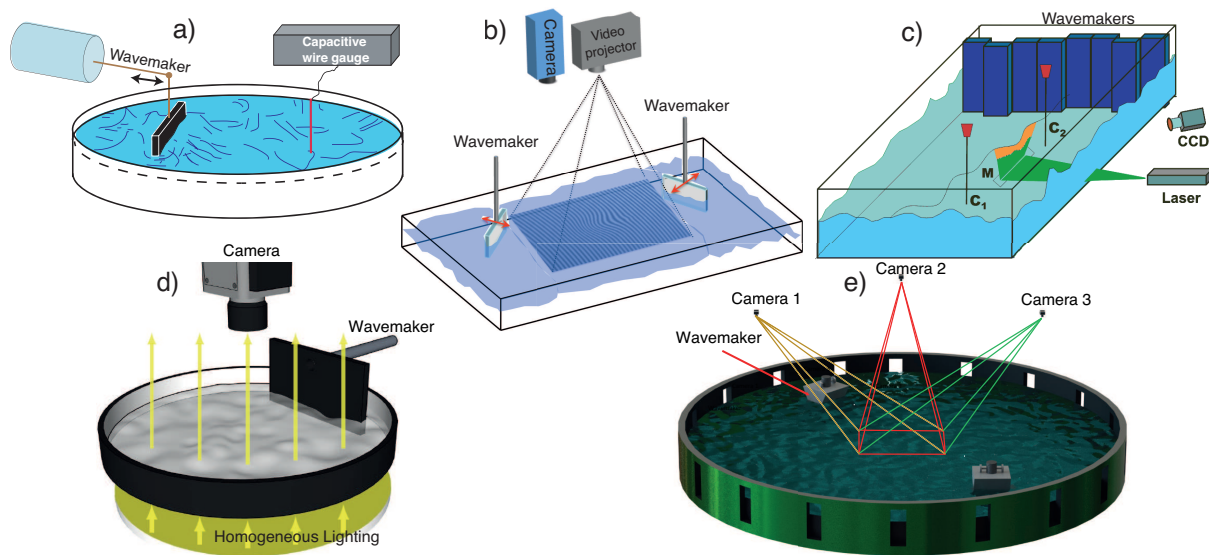 a)
Wavemaker
Capacitive
wire gauge
b)
Camera
Video
projector
Wavemaker
Wavemaker
c)
Wavemakers
C1
C2
M
CCD
Laser
d)
Camera
Wavemaker
Homogeneous Lighting
e)
Camera 1
Camera 2
Camera 3
Wavemaker